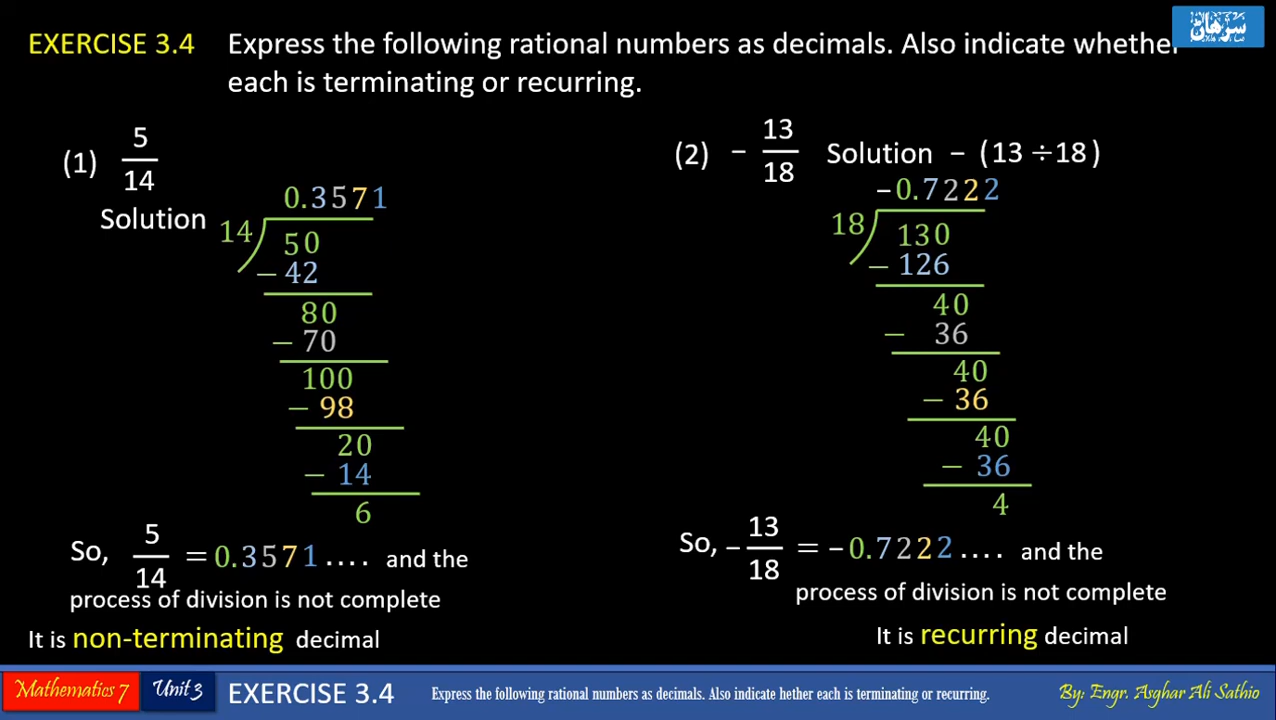 EXERCISE 3.4
Express the following rational numbers as decimals. Also indicate whether
each is terminating or recurring.
سرهاڻ
(1) 5/14
Solution
0.3571
14
50
− 42
80
− 70
100
− 98
20
− 14
6
So, 5/14 = 0.3571.... and the
process of division is not complete
It is non-terminating decimal
(2) − 13/18 Solution − (13 ÷18 )
−0.7222
18
130
− 126
40
− 36
40
− 36
40
− 36
4
So, − 13/18 = −0.7222.... and the
process of division is not complete
It is recurring decimal
Mathematics 7
Unit 3
EXERCISE 3.4
Express the following rational numbers as decimals. Also indicate hether each is terminating or recurring.
By: Engr. Asghar Ali Sathio